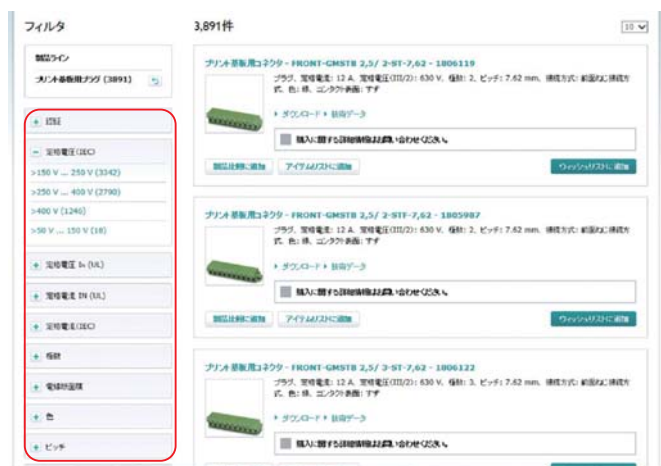 フィルタ
3,891件
10
製品ライン
プリント基板用プラグ (3891)
+ 認証
− 定格電圧(IEC)
>150 V ... 250 V (3342)
>250 V ... 400 V (2790)
>400 V (1246)
>50 V ... 150 V (18)
+ 定格電圧 In (UL)
+ 定格電流 IN (UL)
+ 定格電流(IEC)
+ 極数
+ 電線断面積
+ 色
+ ピッチ
プリント基板用コネクタ - FRONT-GMSTB 2,5/ 2-ST-7,62 - 1806119
プラグ、定格電流: 12 A、定格電圧(III/2): 630 V、極数: 2、ピッチ: 7.62 mm、接続方式: 前面ねじ接続方
式、色: 緑、コンタクト表面: すず
ダウンロード 技術データ
購入に関する詳細情報はお問い合わせください。
製品比較に追加 アイテムリストに追加 ウィッシュリストに追加
プリント基板用コネクタ - FRONT-GMSTB 2,5/ 2-STF-7,62 - 1805987
プラグ、定格電流: 12 A、定格電圧(III/2): 630 V、極数: 2、ピッチ: 7.62 mm、接続方式: 前面ねじ接続方
式、色: 緑、コンタクト表面: すず
ダウンロード 技術データ
購入に関する詳細情報はお問い合わせください。
製品比較に追加 アイテムリストに追加 ウィッシュリストに追加
プリント基板用コネクタ - FRONT-GMSTB 2,5/ 3-ST-7,62 - 1806122
プラグ、定格電流: 12 A、定格電圧(III/2): 630 V、極数: 3、ピッチ: 7.62 mm、接続方式: 前面ねじ接続方
式、色: 緑、コンタクト表面: すず
ダウンロード 技術データ
購入に関する詳細情報はお問い合わせください。